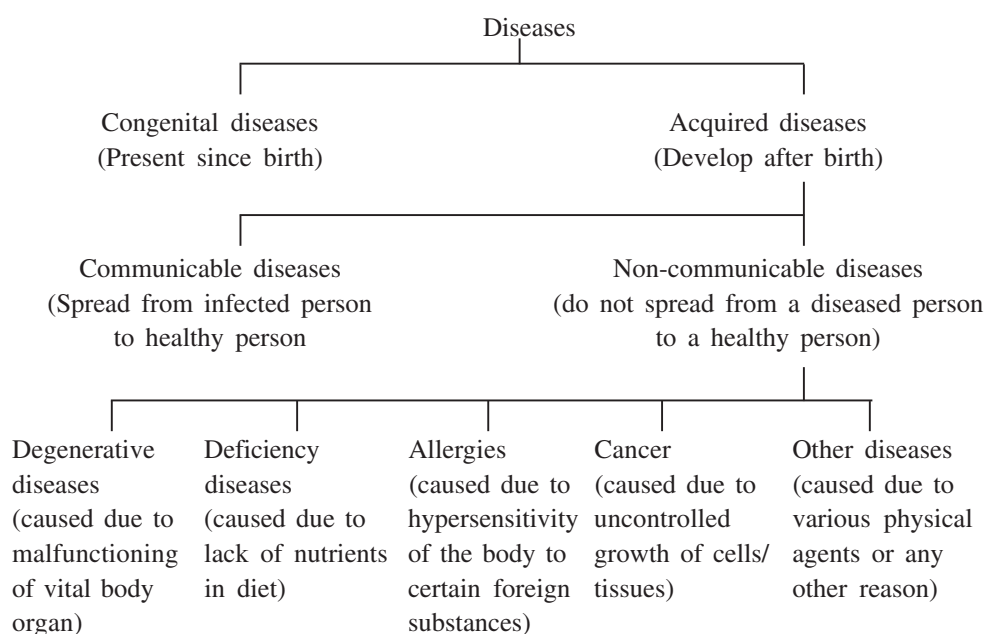 Diseases
Congenital diseases
(Present since birth)
Acquired diseases
(Develop after birth)
Communicable diseases
(Spread from infected person
to healthy person
Non-communicable diseases
(do not spread from a diseased person
to a healthy person)
Degenerative
diseases
(caused due to
malfunctioning
of vital body
organ)
Deficiency
diseases
(caused due to
lack of nutrients
in diet)
Allergies
(caused due to
hypersensitivity
of the body to
certain foreign
substances)
Cancer
(caused due to
uncontrolled
growth of cells/
tissues)
Other diseases
(caused due to
various physical
agents or any
other reason)